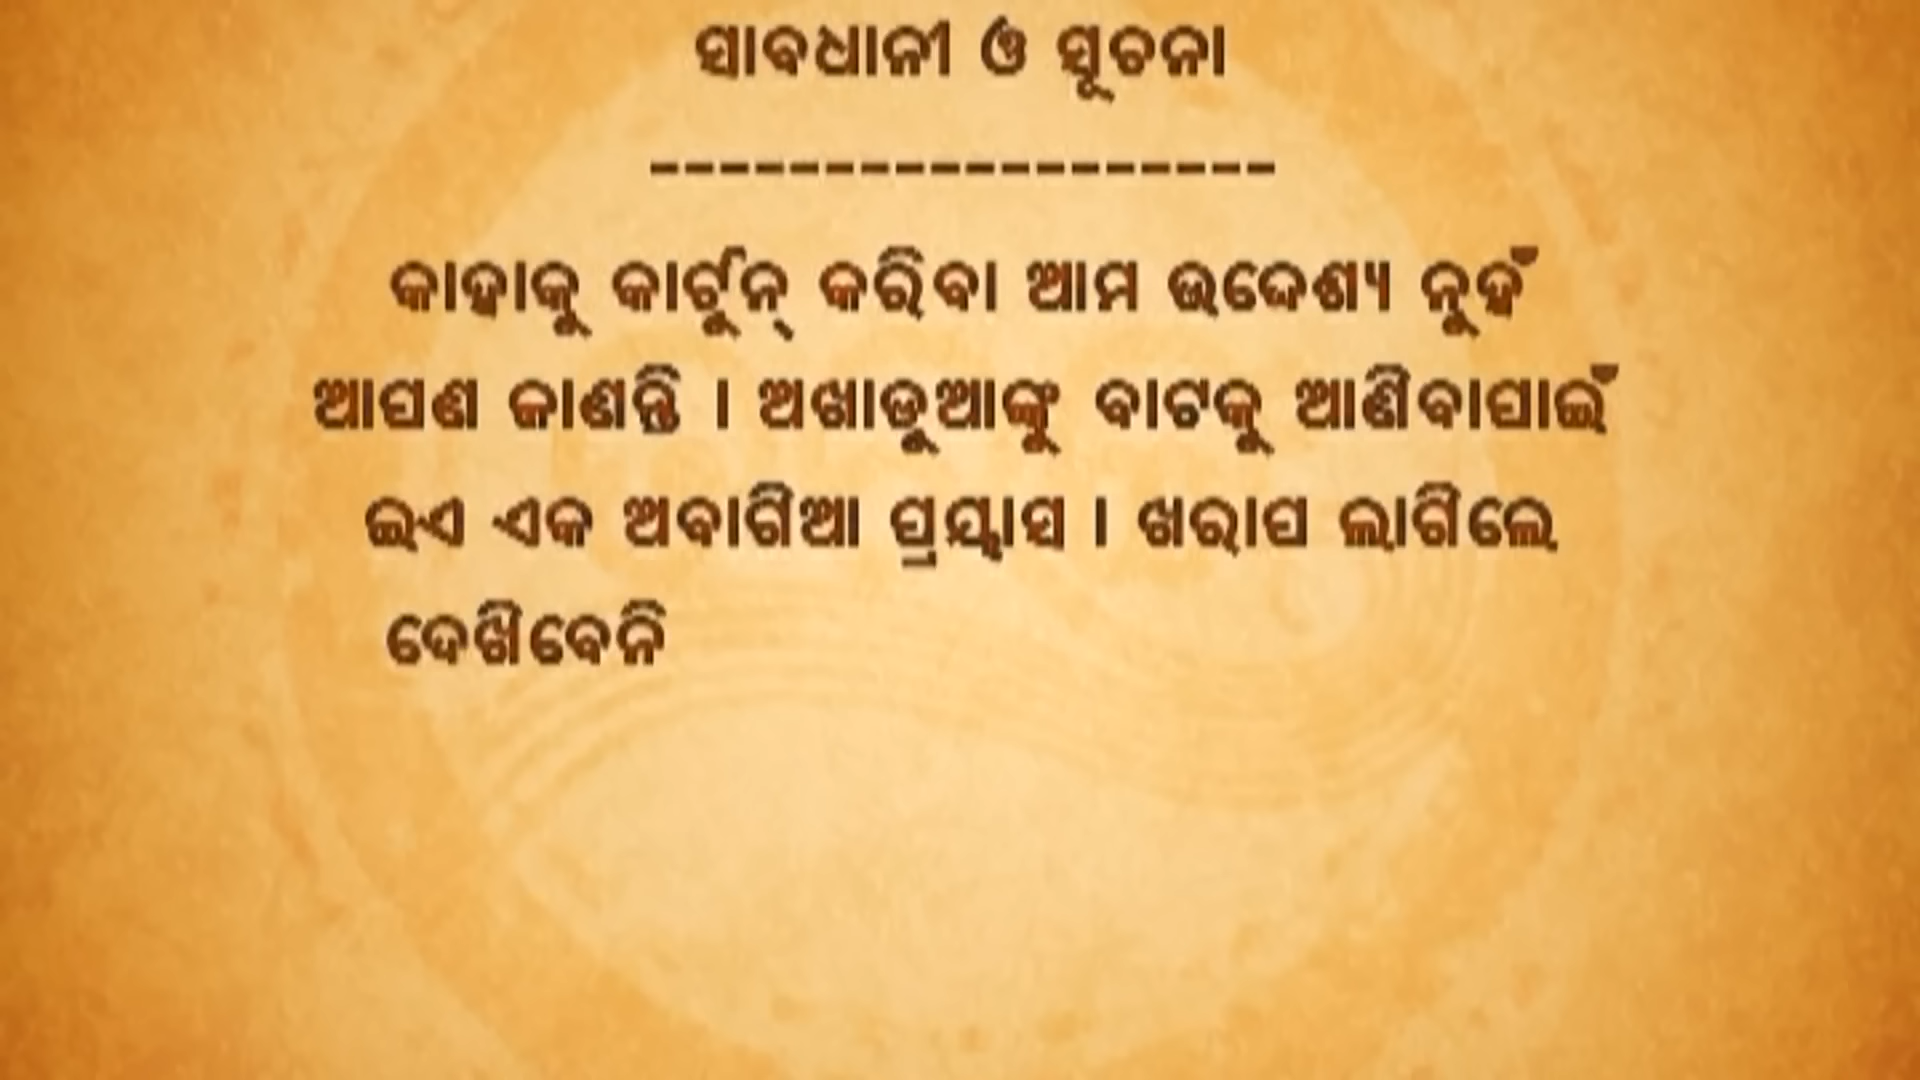 ସାବଧାନୀ ଓ ସୂଚନା
------------------
କାହାକୁ କାର୍ଟୁନ୍ କରିବା ଆମ ଉଦ୍ଦେଶ୍ୟ ନୁହଁ
ଆପଣ ଜାଣନ୍ତି । ଅଖାଡୁଆଙ୍କୁ ବାଟକୁ ଆଣିବାପାଇଁ
ଇଏ ଏକ ଅବାଗିଆ ପ୍ରୟାସ । ଖରାପ ଲାଗିଲେ
ଦେଖିବେନି